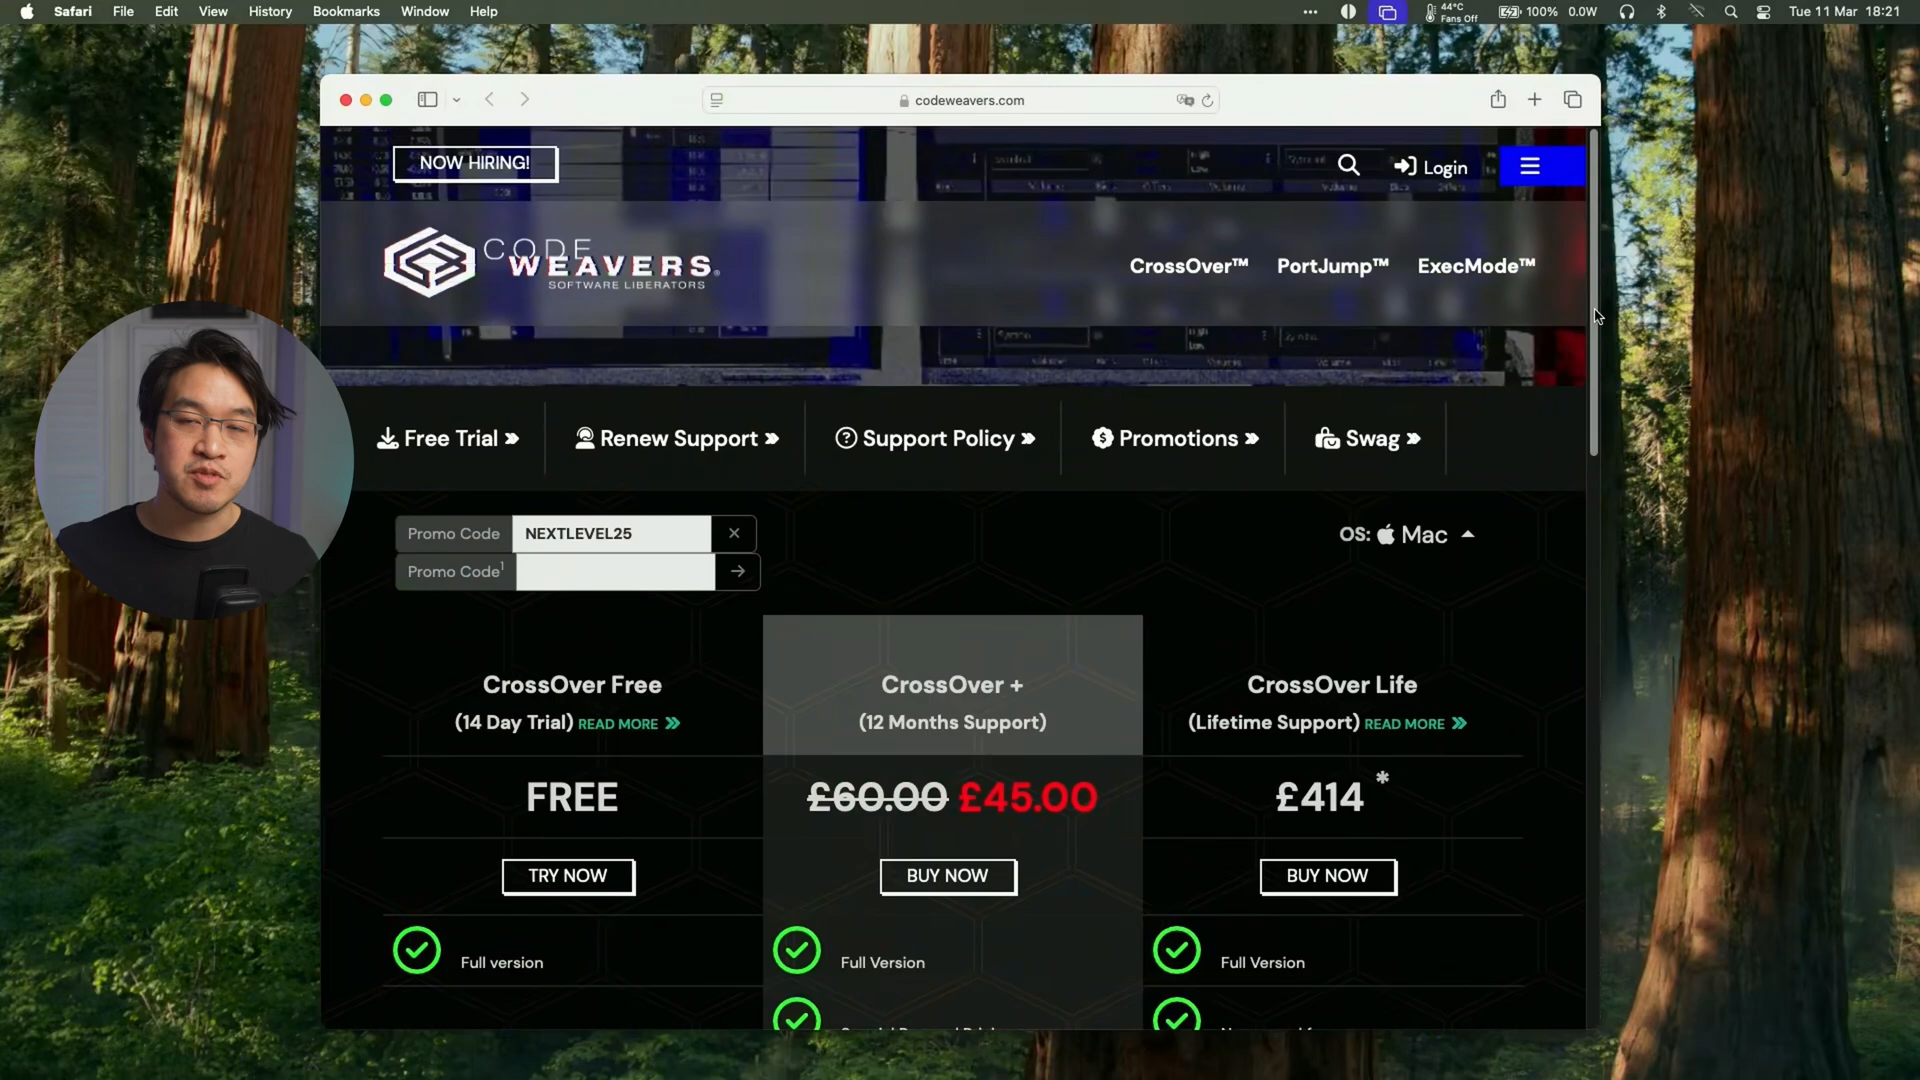 Safari File Edit View History Bookmarks Window Help
44°C
Fans Off
100% 0.0W
Tue 11 Mar 18:21
codeweavers.com
NOW HIRING!
Login
CODE
WEAVERS®
SOFTWARE LIBERATORS
CrossOver™ PortJump™ ExecMode™
Free Trial Renew Support Support Policy Promotions Swag
Promo Code NEXTLEVEL25
OS: Mac
Promo Code1
CrossOver Free
(14 Day Trial) READ MORE
FREE
TRY NOW
Full version
CrossOver +
(12 Months Support)
£60.00 £45.00
BUY NOW
Full Version
CrossOver Life
(Lifetime Support) READ MORE
£414 *
BUY NOW
Full Version